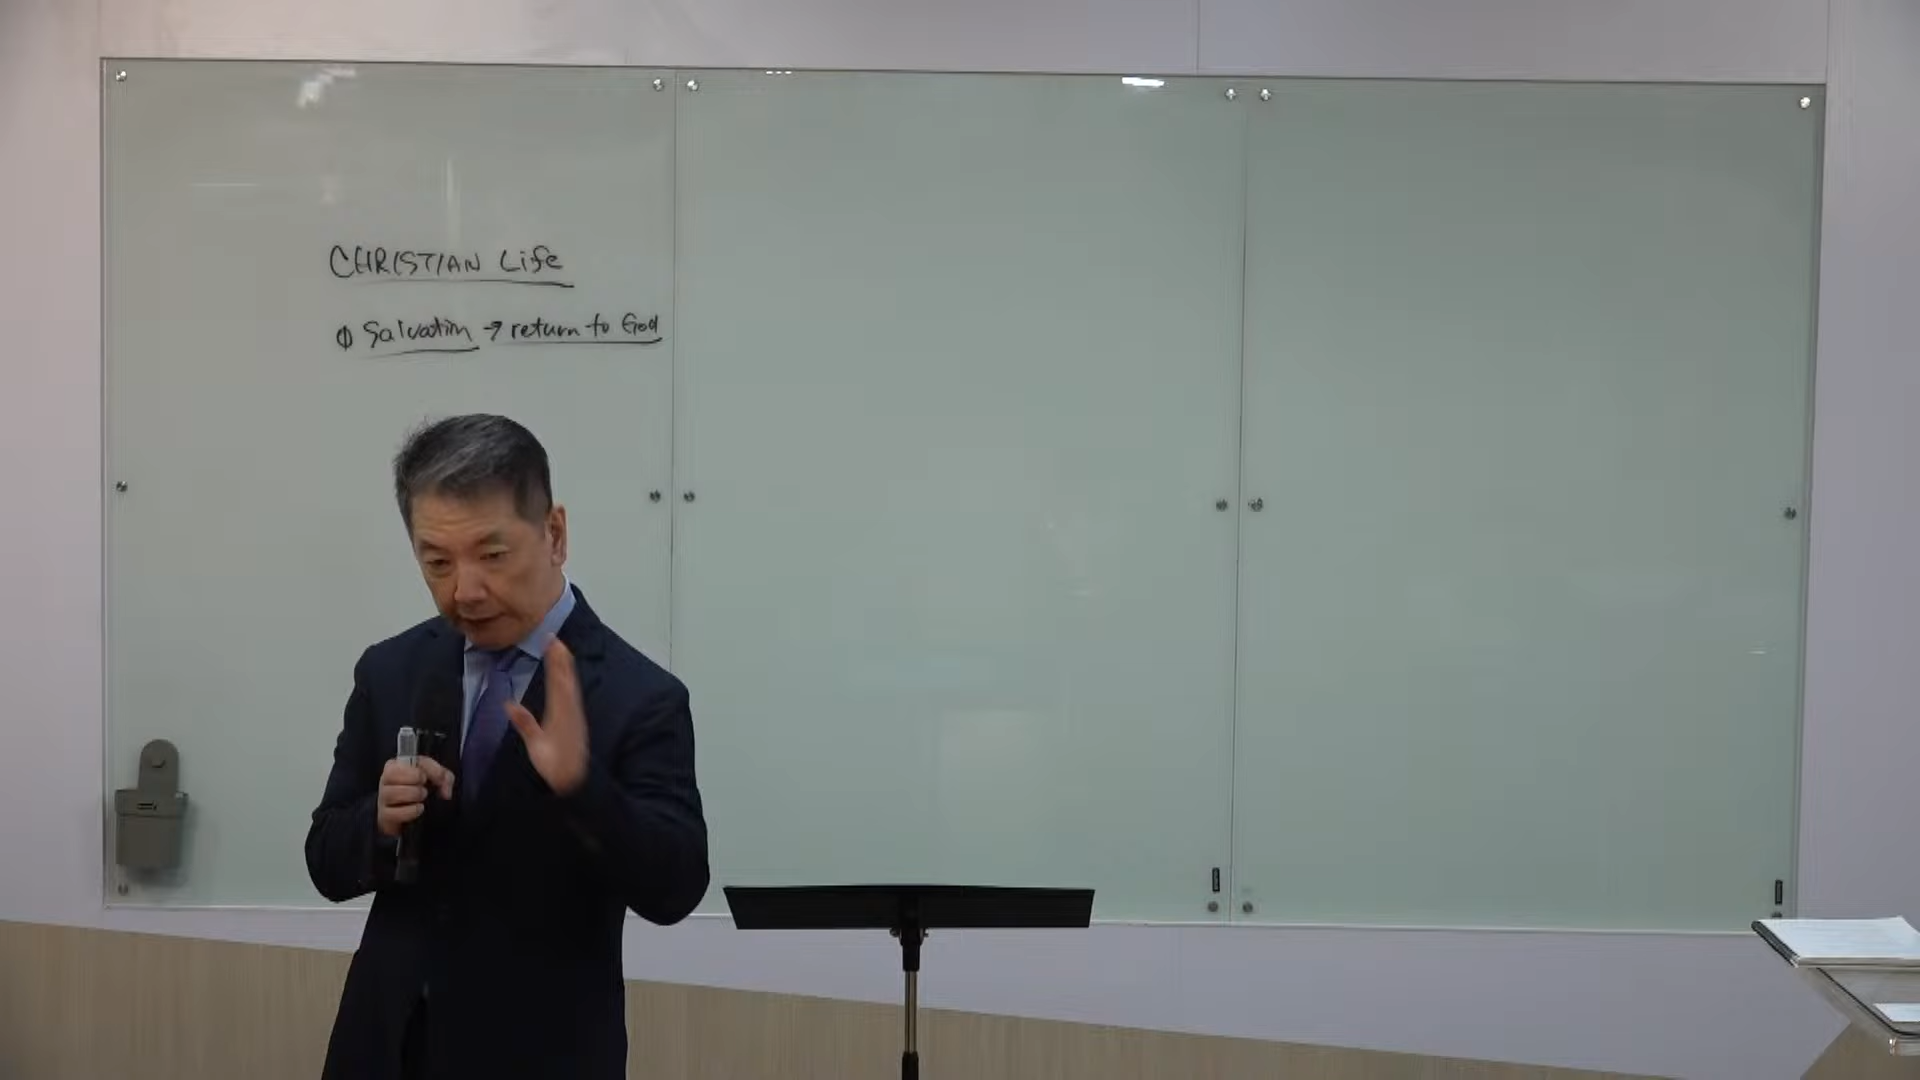 CHRISTIAN Life
① Salvation → return to God